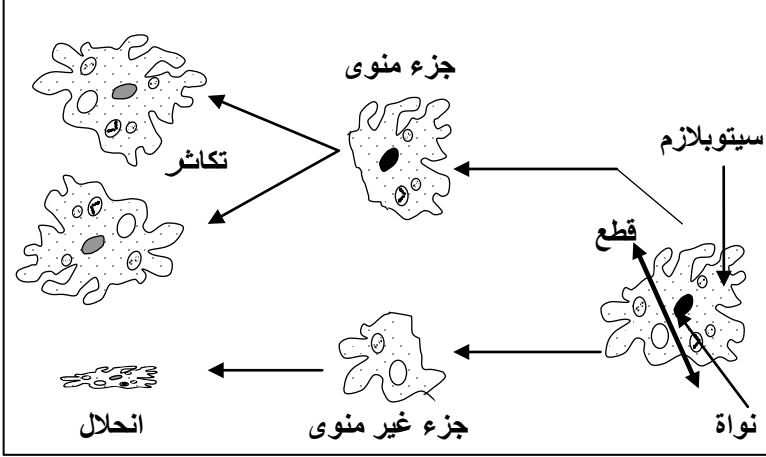 جزء منوى
سيتوبلازم
تكاثر
قطع
نواة
جزء غير منوى
انحلال